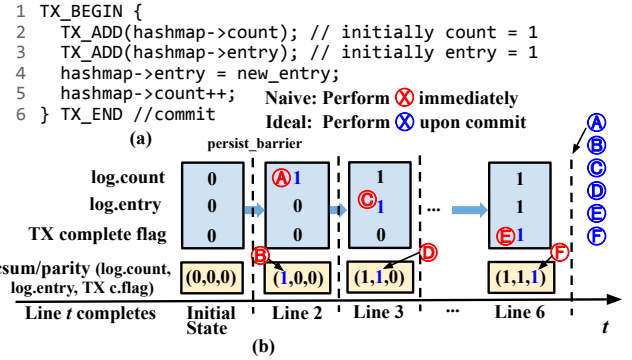 1 TX_BEGIN {
2 TX_ADD(hashmap->count); // initially count = 1
3 TX_ADD(hashmap->entry); // initially entry = 1
4 hashmap->entry = new_entry;
5 hashmap->count++;
6 } TX_END //commit
(a)
Naive: Perform Ⓧ immediately
Ideal: Perform Ⓧ upon commit
persist_barrier
log.count 0 Ⓐ 1 1 1 Ⓐ
log.entry 0 0 Ⓒ 1 ... 1 Ⓑ
TX complete flag 0 0 0 Ⓔ 1 Ⓒ
Ⓓ
Ⓔ
Ⓕ
Ⓑ Ⓓ Ⓕ
csum/parity (log.count,
log.entry, TX c.flag) (0,0,0) (1,0,0) (1,1,0) (1,1,1)
Line t completes Initial State Line 2 Line 3 ... Line 6 t
(b)